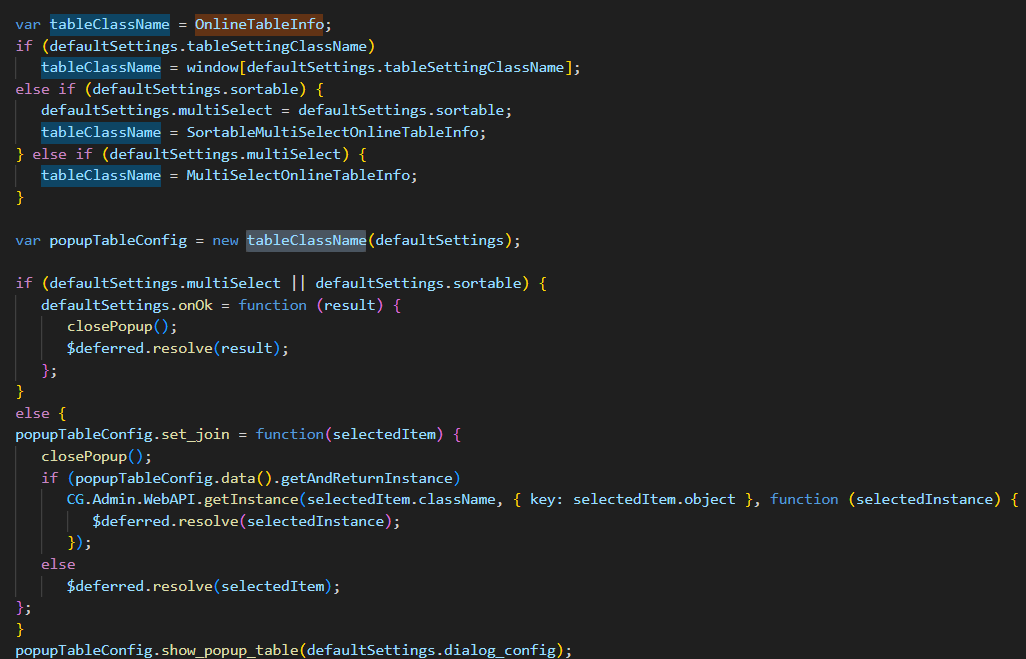 var tableClassName = OnlineTableInfo;
if (defaultSettings.tableSettingClassName)
tableClassName = window[defaultSettings.tableSettingClassName];
else if (defaultSettings.sortable) {
defaultSettings.multiSelect = defaultSettings.sortable;
tableClassName = SortableMultiSelectOnlineTableInfo;
} else if (defaultSettings.multiSelect) {
tableClassName = MultiSelectOnlineTableInfo;
}
var popupTableConfig = new tableClassName(defaultSettings);
if (defaultSettings.multiSelect || defaultSettings.sortable) {
defaultSettings.onOk = function (result) {
closePopup();
$deferred.resolve(result);
};
}
else {
popupTableConfig.set_join = function(selectedItem) {
closePopup();
if (popupTableConfig.data().getAndReturnInstance)
CG.Admin.WebAPI.getInstance(selectedItem.className, { key: selectedItem.object }, function (selectedInstance) {
$deferred.resolve(selectedInstance);
});
else
$deferred.resolve(selectedItem);
};
}
popupTableConfig.show_popup_table(defaultSettings.dialog_config);